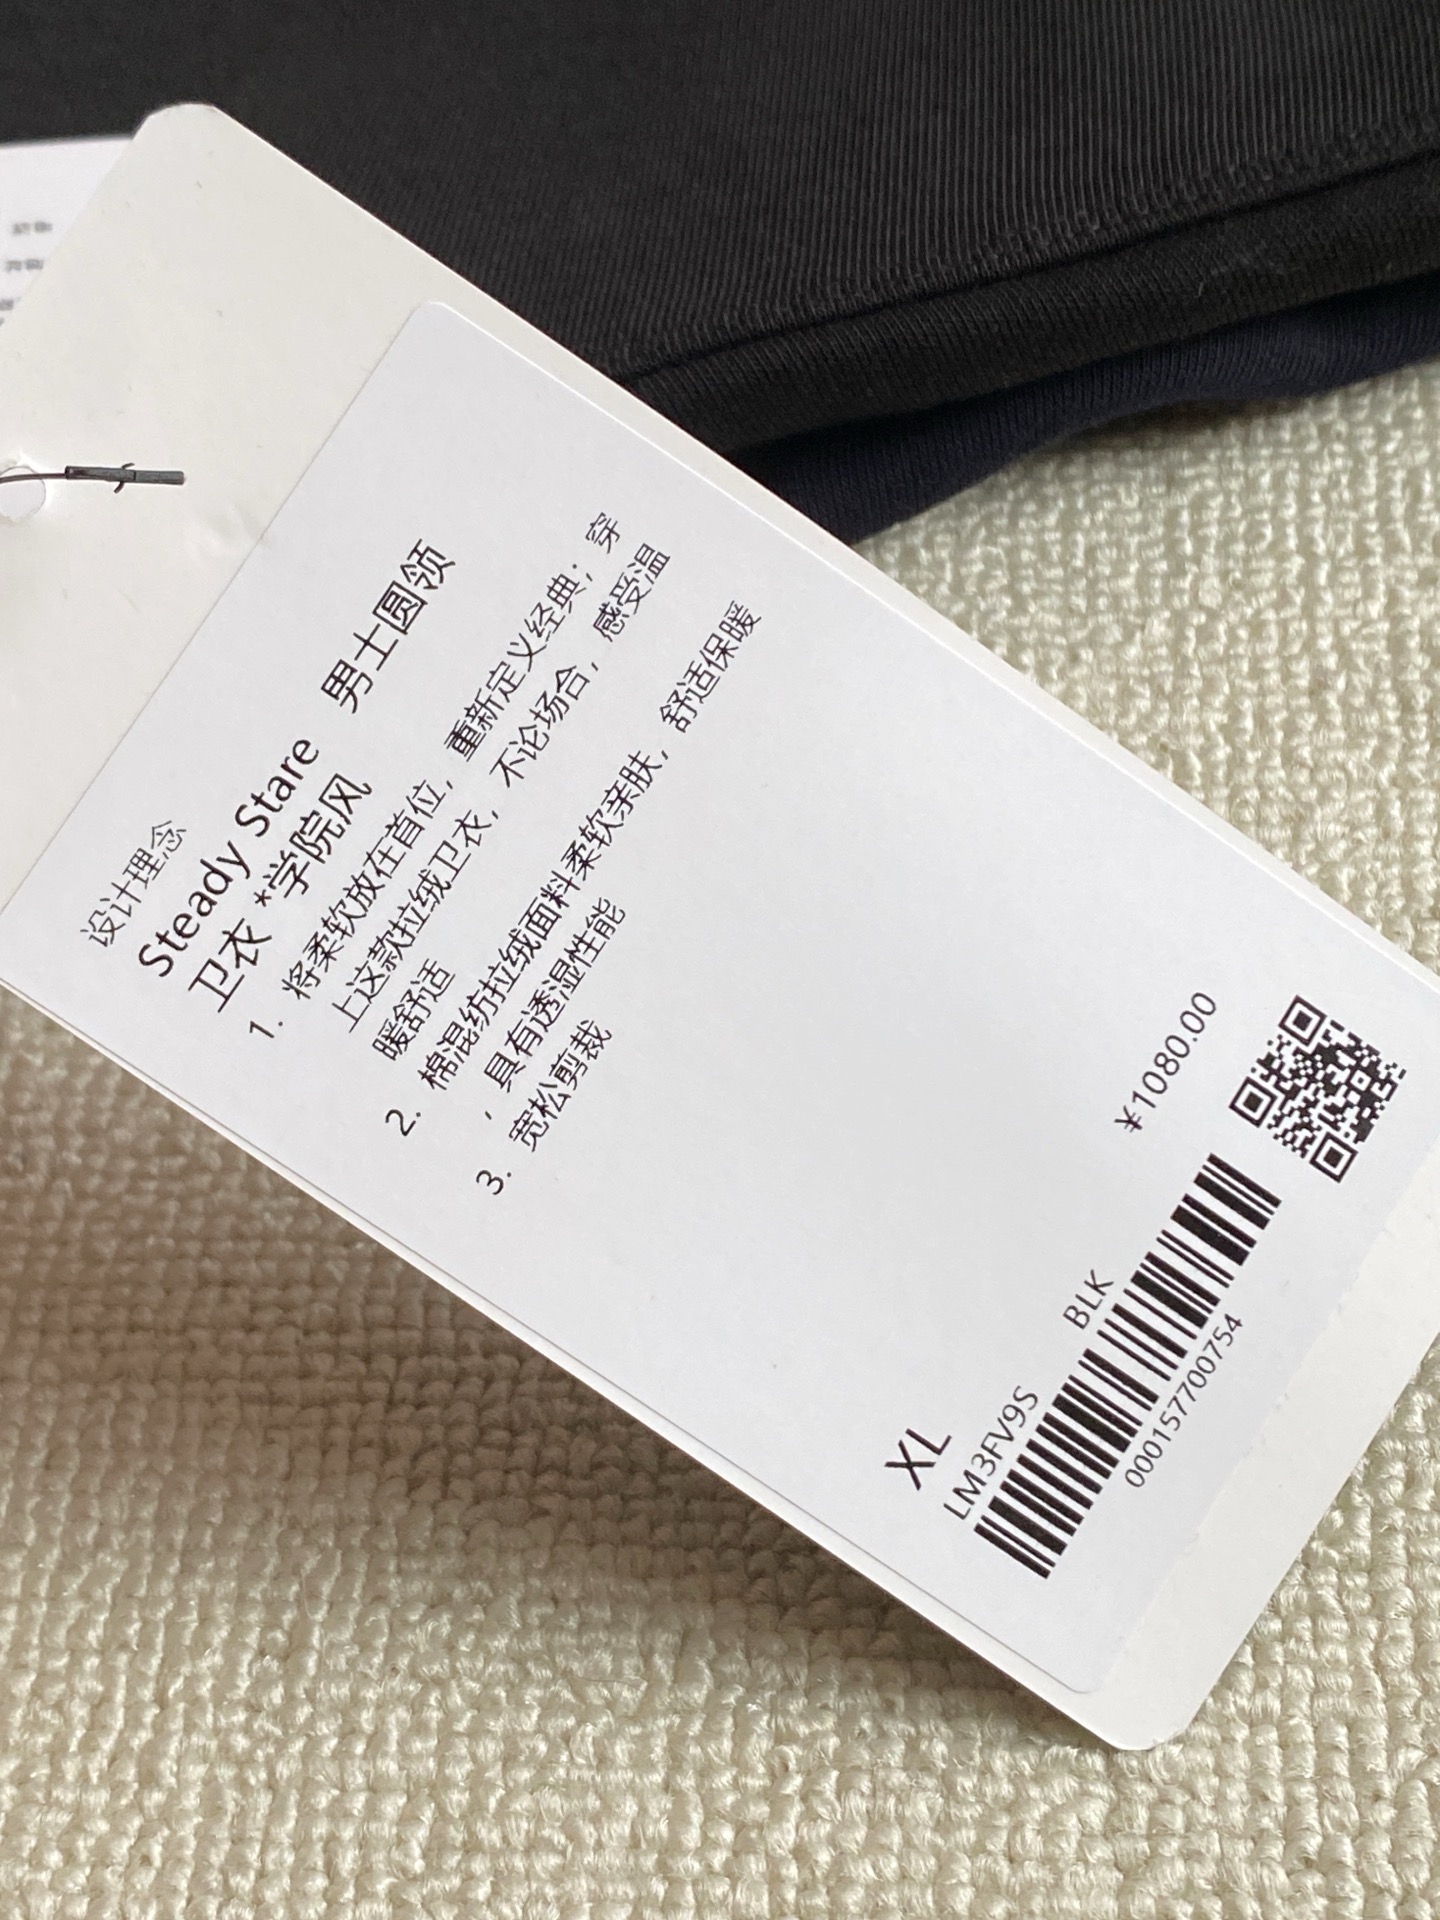 设计理念
Steady Stare 男士圆领
卫衣 *学院风
1. 将柔软放在首位，重新定义经典；穿
上这款拉绒卫衣，不论场合，感受温
暖舒适
2. 棉混纺拉绒面料柔软亲肤，舒适保暖
，具有透湿性能
3. 宽松剪裁
XL
LM3FV9S BLK ¥1080.00
000157700754